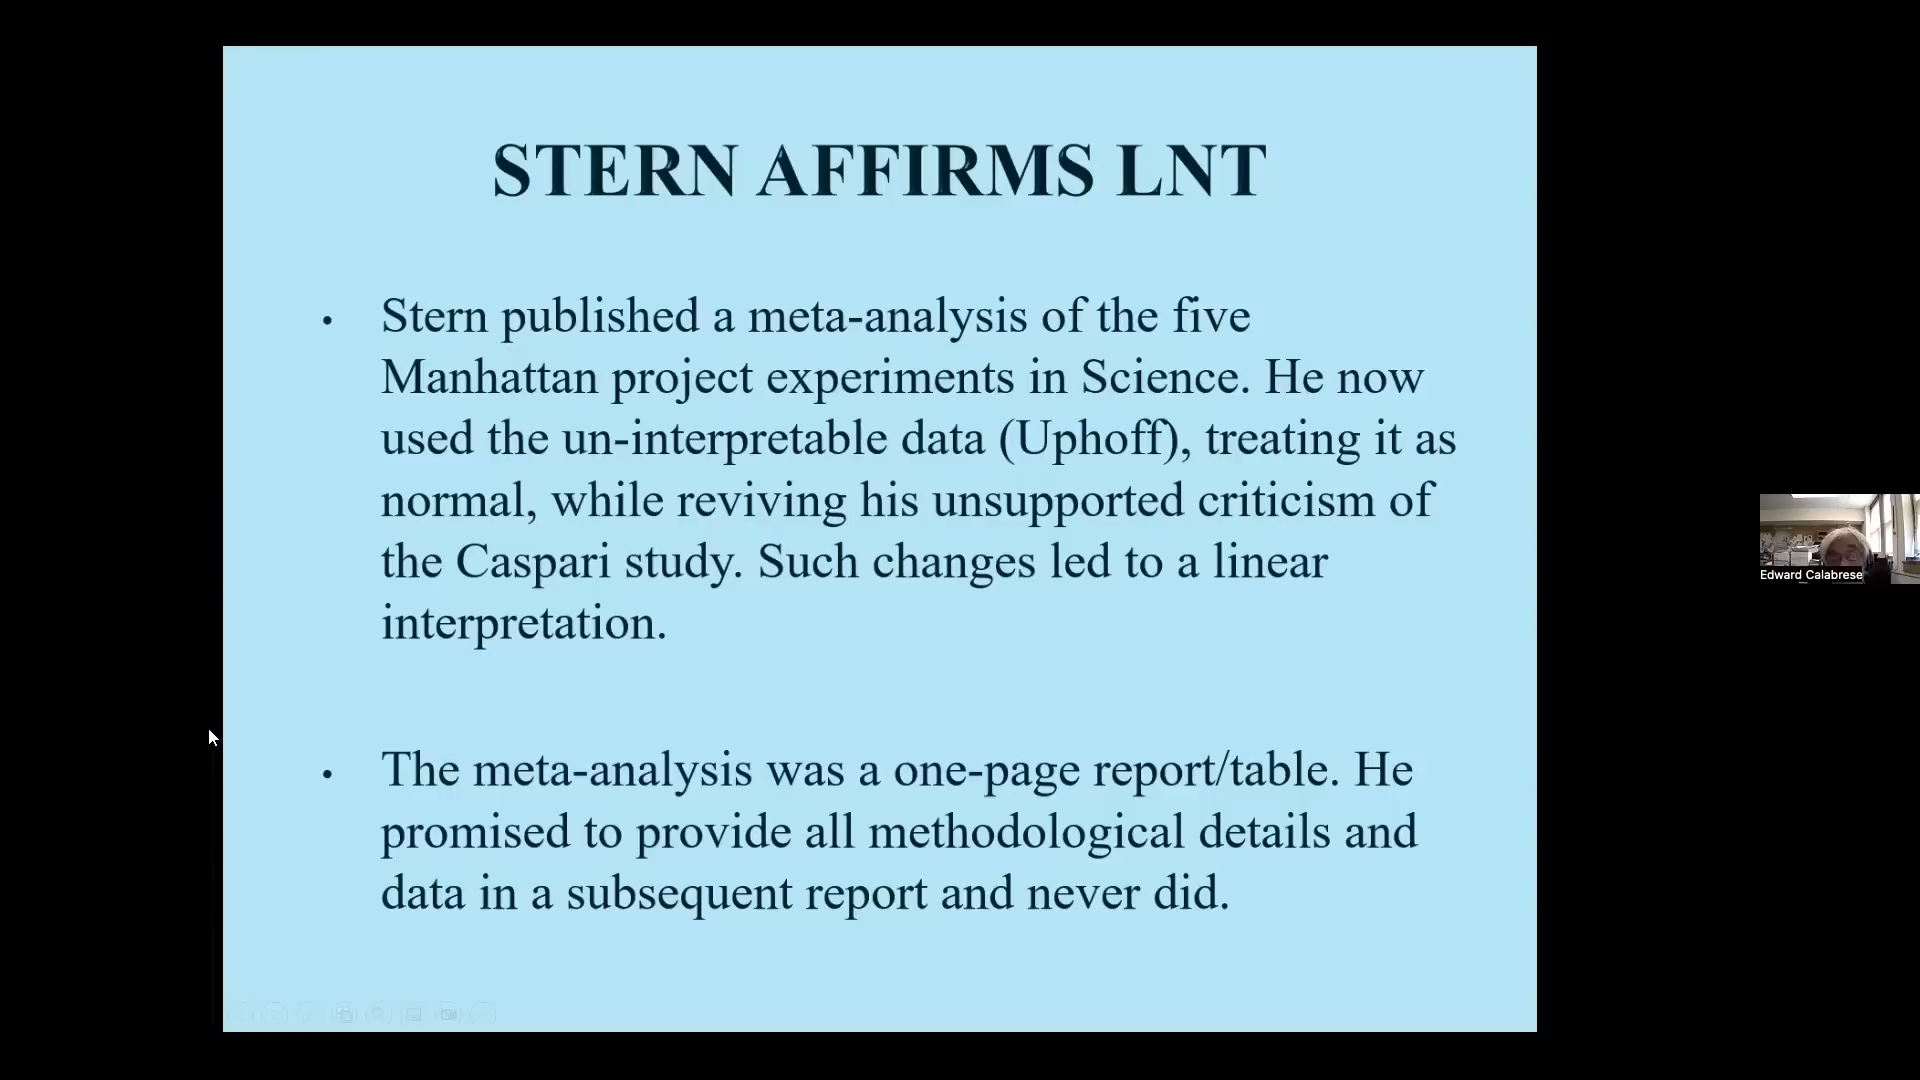 STERN AFFIRMS LNT
• Stern published a meta-analysis of the five
Manhattan project experiments in Science. He now
used the un-interpretable data (Uphoff), treating it as
normal, while reviving his unsupported criticism of
the Caspari study. Such changes led to a linear
interpretation.
• The meta-analysis was a one-page report/table. He
promised to provide all methodological details and
data in a subsequent report and never did.
Edward Calabrese